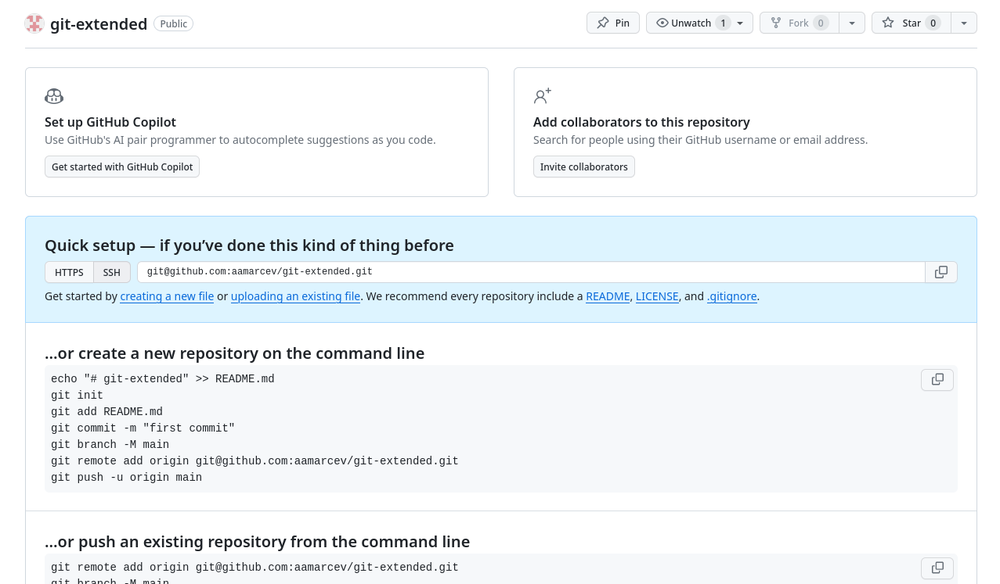 git-extended Public Pin Unwatch 1 Fork 0 Star 0
Set up GitHub Copilot
Use GitHub's AI pair programmer to autocomplete suggestions as you code.
Get started with GitHub Copilot
Add collaborators to this repository
Search for people using their GitHub username or email address.
Invite collaborators
Quick setup — if you’ve done this kind of thing before
HTTPS SSH git@github.com:aamarcev/git-extended.git
Get started by creating a new file or uploading an existing file. We recommend every repository include a README, LICENSE, and .gitignore.
…or create a new repository on the command line
echo "# git-extended" >> README.md
git init
git add README.md
git commit -m "first commit"
git branch -M main
git remote add origin git@github.com:aamarcev/git-extended.git
git push -u origin main
…or push an existing repository from the command line
git remote add origin git@github.com:aamarcev/git-extended.git
git branch -M main